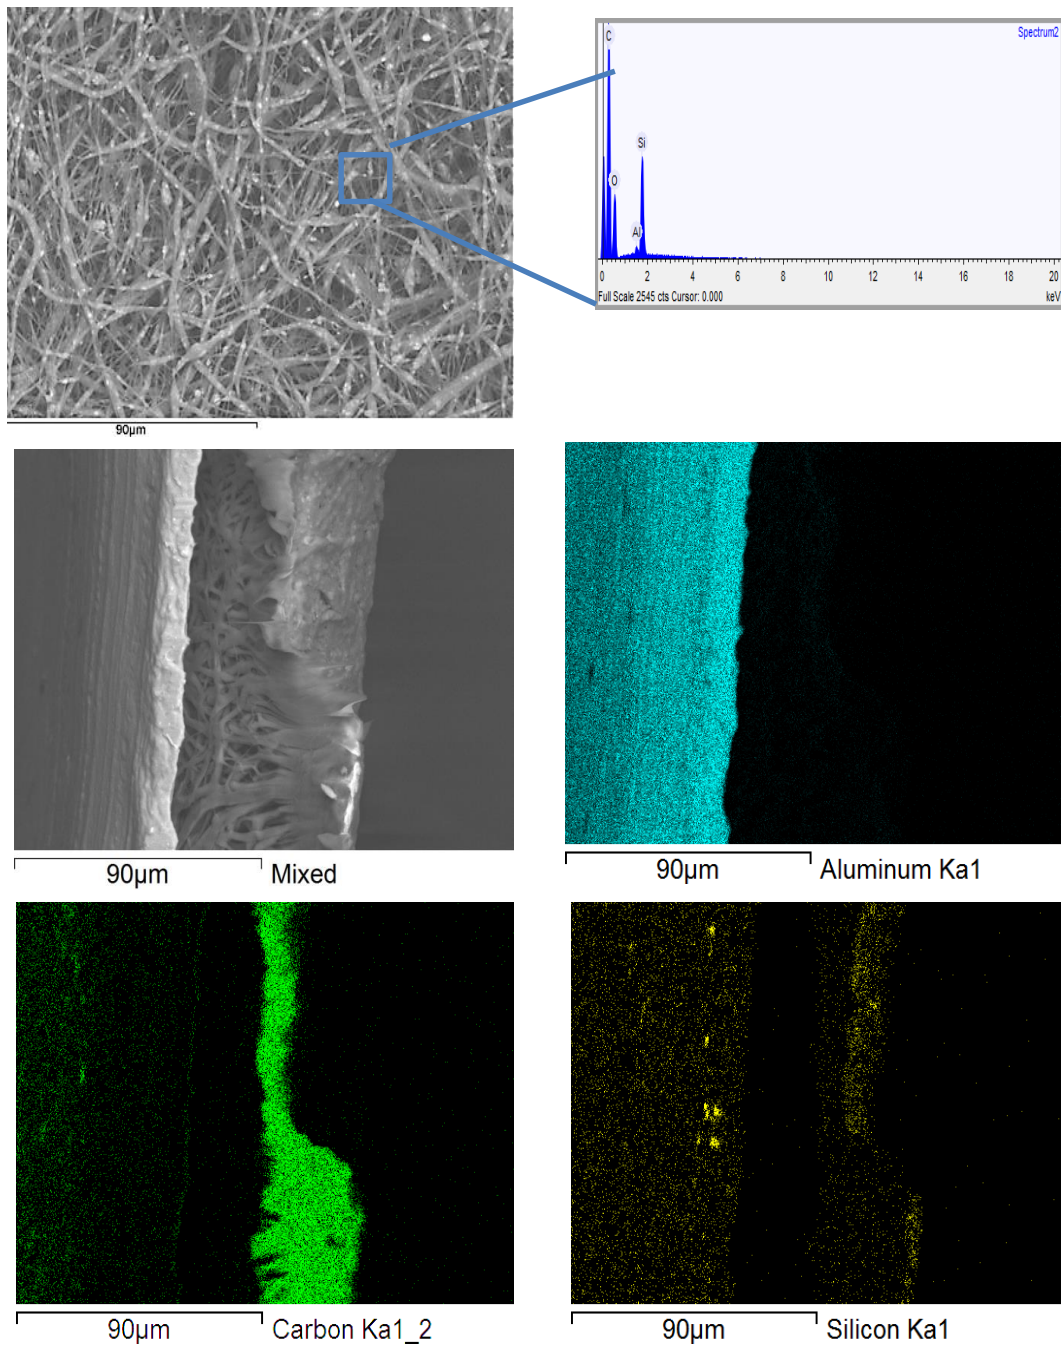 C
Spectrum2
Si
O
Al
0 2 4 6 8 10 12 14 16 18 20
Full Scale 2545 cts Cursor: 0.000
keV
90µm
90µm Mixed
90µm Aluminum Ka1
90µm Carbon Ka1_2
90µm Silicon Ka1